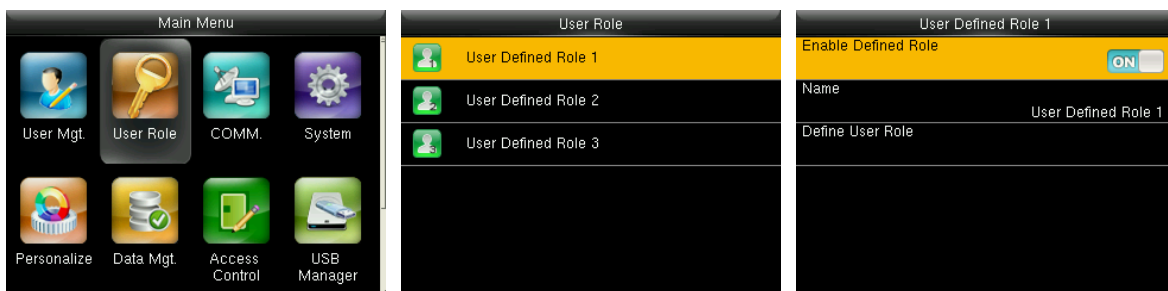 Main Menu
User Mgt.
User Role
COMM.
System
Personalize
Data Mgt.
Access
Control
USB
Manager
User Role
User Defined Role 1
User Defined Role 2
User Defined Role 3
User Defined Role 1
Enable Defined Role
ON
Name
User Defined Role 1
Define User Role